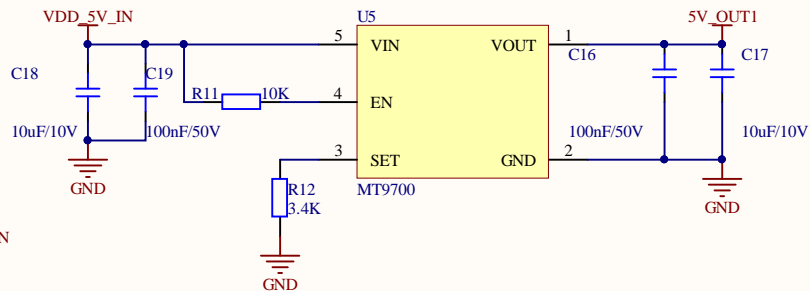 VDD_5V_IN
U5
5V_OUT1
5
VIN
VOUT
1
C18
C19
C16
C17
R11
10K
4
EN
10uF/10V
100nF/50V
100nF/50V
10uF/10V
3
SET
GND
2
GND
R12
3.4K
MT9700
GND
N
GND